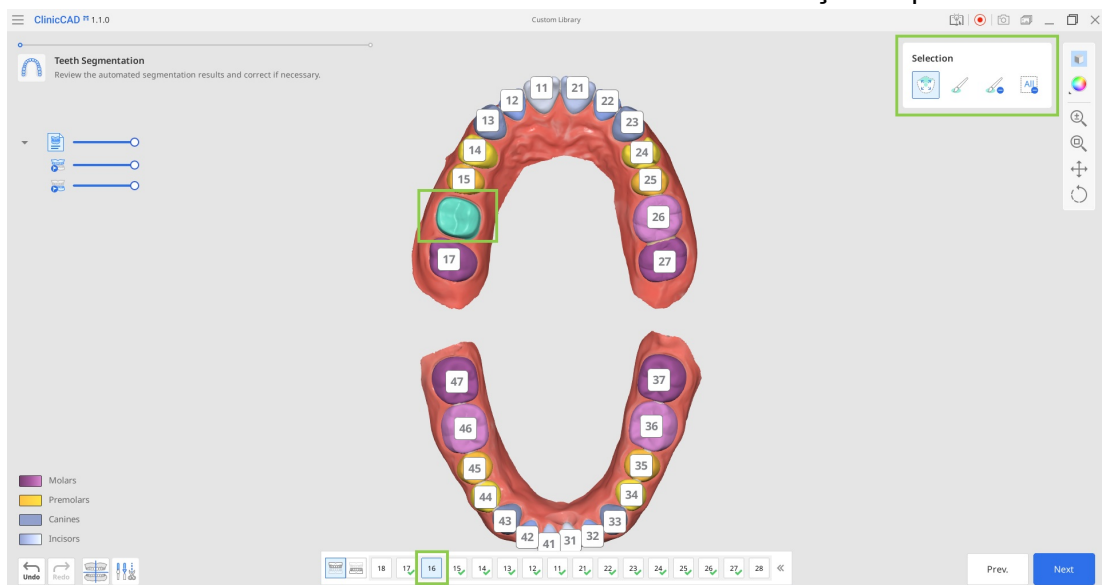 ClinicCAD 1.1.0
Custom Library
Teeth Segmentation
Review the automated segmentation results and correct if necessary.
Selection
All
11 21
12 22
13 23
14 24
15 25
26
17 27
47 37
46 36
45 35
44 34
43 33
42 41 31 32
Molars
Premolars
Canines
Incisors
Undo Redo
18 17 16 15 14 13 12 11 21 22 23 24 25 26 27 28 «
Prev. Next